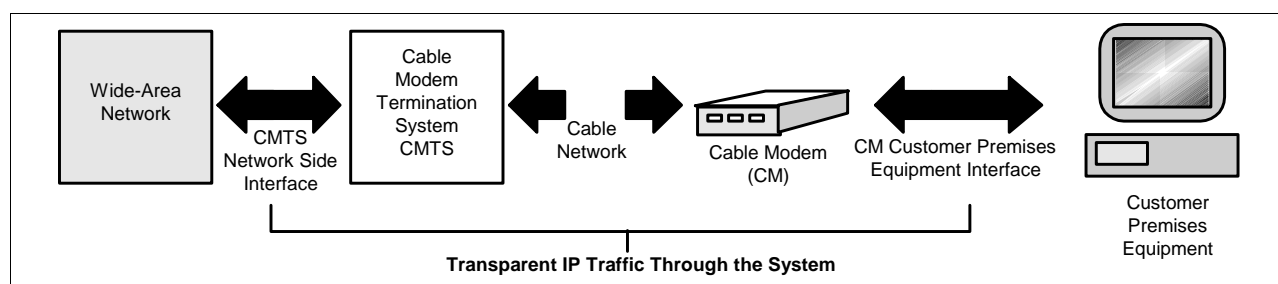 Wide-Area
Network
CMTS
Network Side
Interface
Cable
Modem
Termination
System
CMTS
Cable
Network
Cable Modem
(CM)
CM Customer Premises
Equipment Interface
Customer
Premises
Equipment
Transparent IP Traffic Through the System